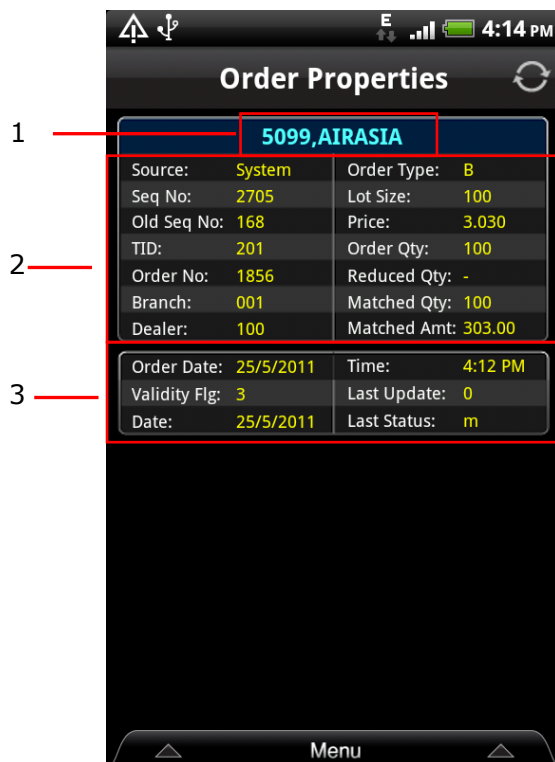 E
4:14 PM
Order Properties
1
5099,AIRASIA
Source: System Order Type: B
Seq No: 2705 Lot Size: 100
Old Seq No: 168 Price: 3.030
TID: 201 Order Qty: 100
2
Order No: 1856 Reduced Qty: -
Branch: 001 Matched Qty: 100
Dealer: 100 Matched Amt: 303.00
Order Date: 25/5/2011 Time: 4:12 PM
3
Validity Flg: 3 Last Update: 0
Date: 25/5/2011 Last Status: m
Menu